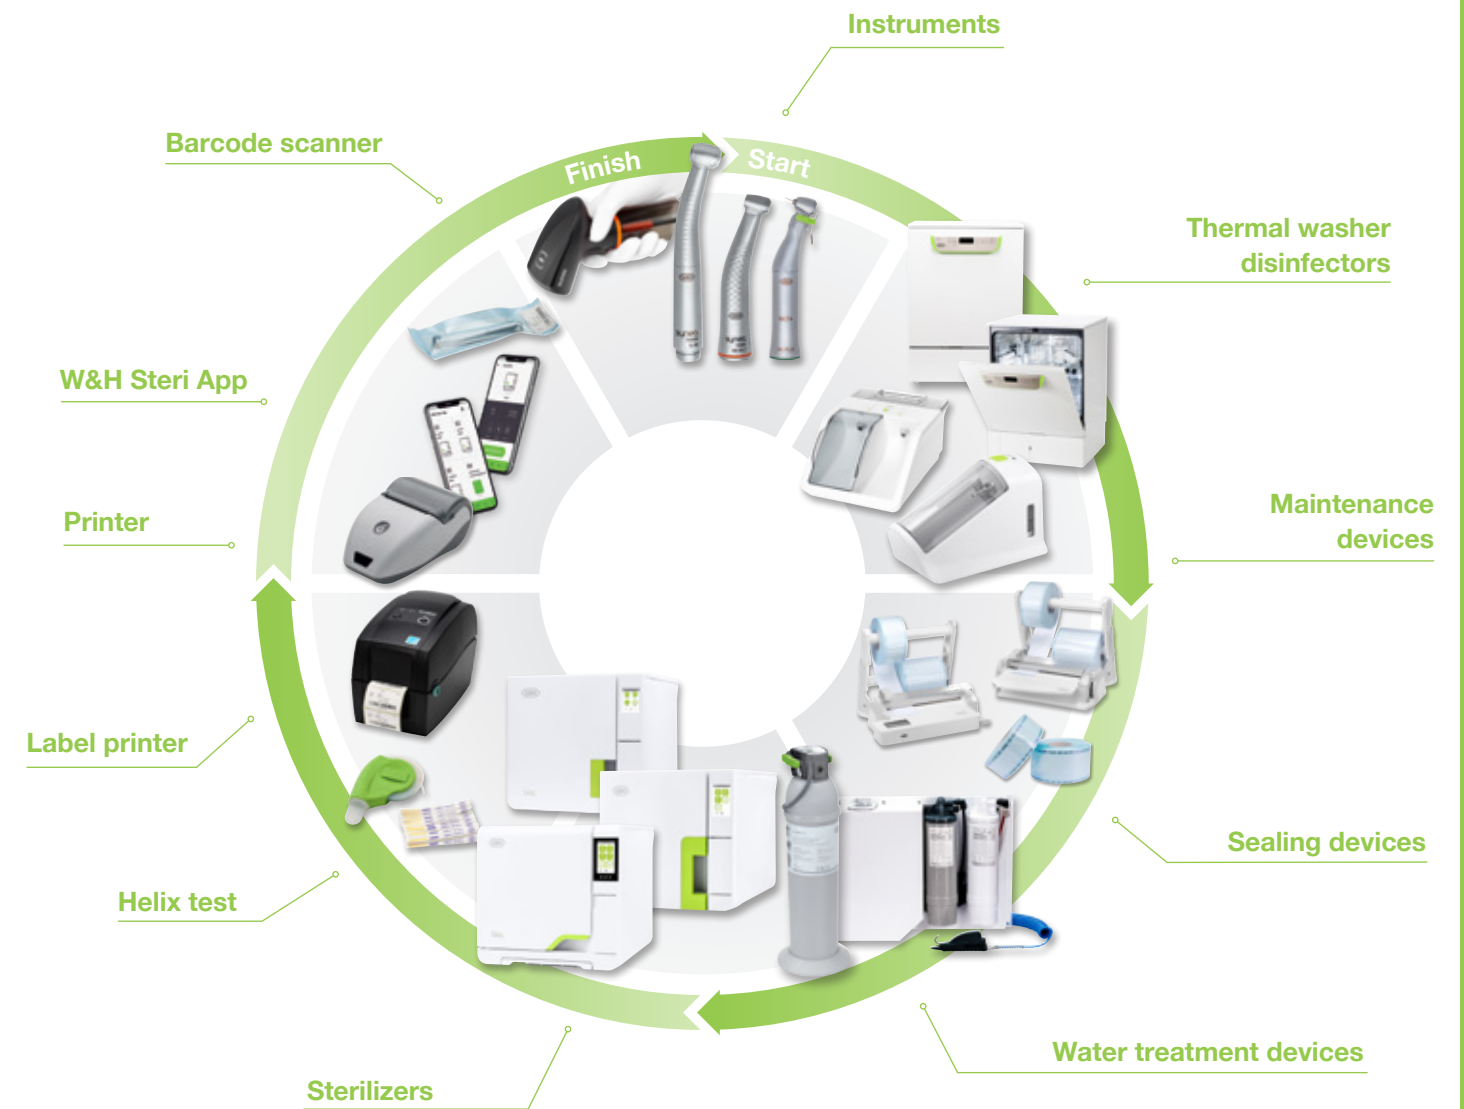 Instruments
Barcode scanner
Finish
Start
Thermal washer
disinfectors
W&H Steri App
Printer
Maintenance
devices
Label printer
Sealing devices
Helix test
Water treatment devices
Sterilizers